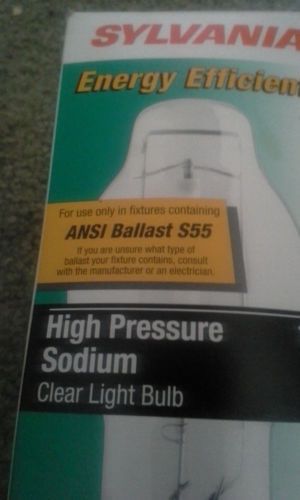 SYLVANIA
Energy Efficient
For use only in fixtures containing
ANSI Ballast S55
If you are unsure what type of
ballast your fixture contains, consult
with the manufacturer or an electrician.
High Pressure
Sodium
Clear Light Bulb